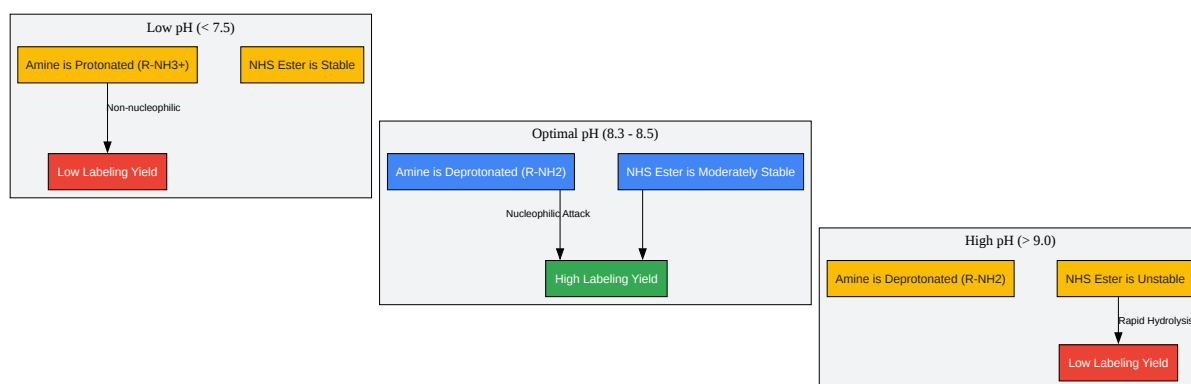 Low pH (< 7.5)
Amine is Protonated (R-NH3+)
NHS Ester is Stable
Non-nucleophilic
Low Labeling Yield
Optimal pH (8.3 - 8.5)
Amine is Deprotonated (R-NH2)
NHS Ester is Moderately Stable
Nucleophilic Attack
High Labeling Yield
High pH (> 9.0)
Amine is Deprotonated (R-NH2)
NHS Ester is Unstable
Rapid Hydrolysis
Low Labeling Yield